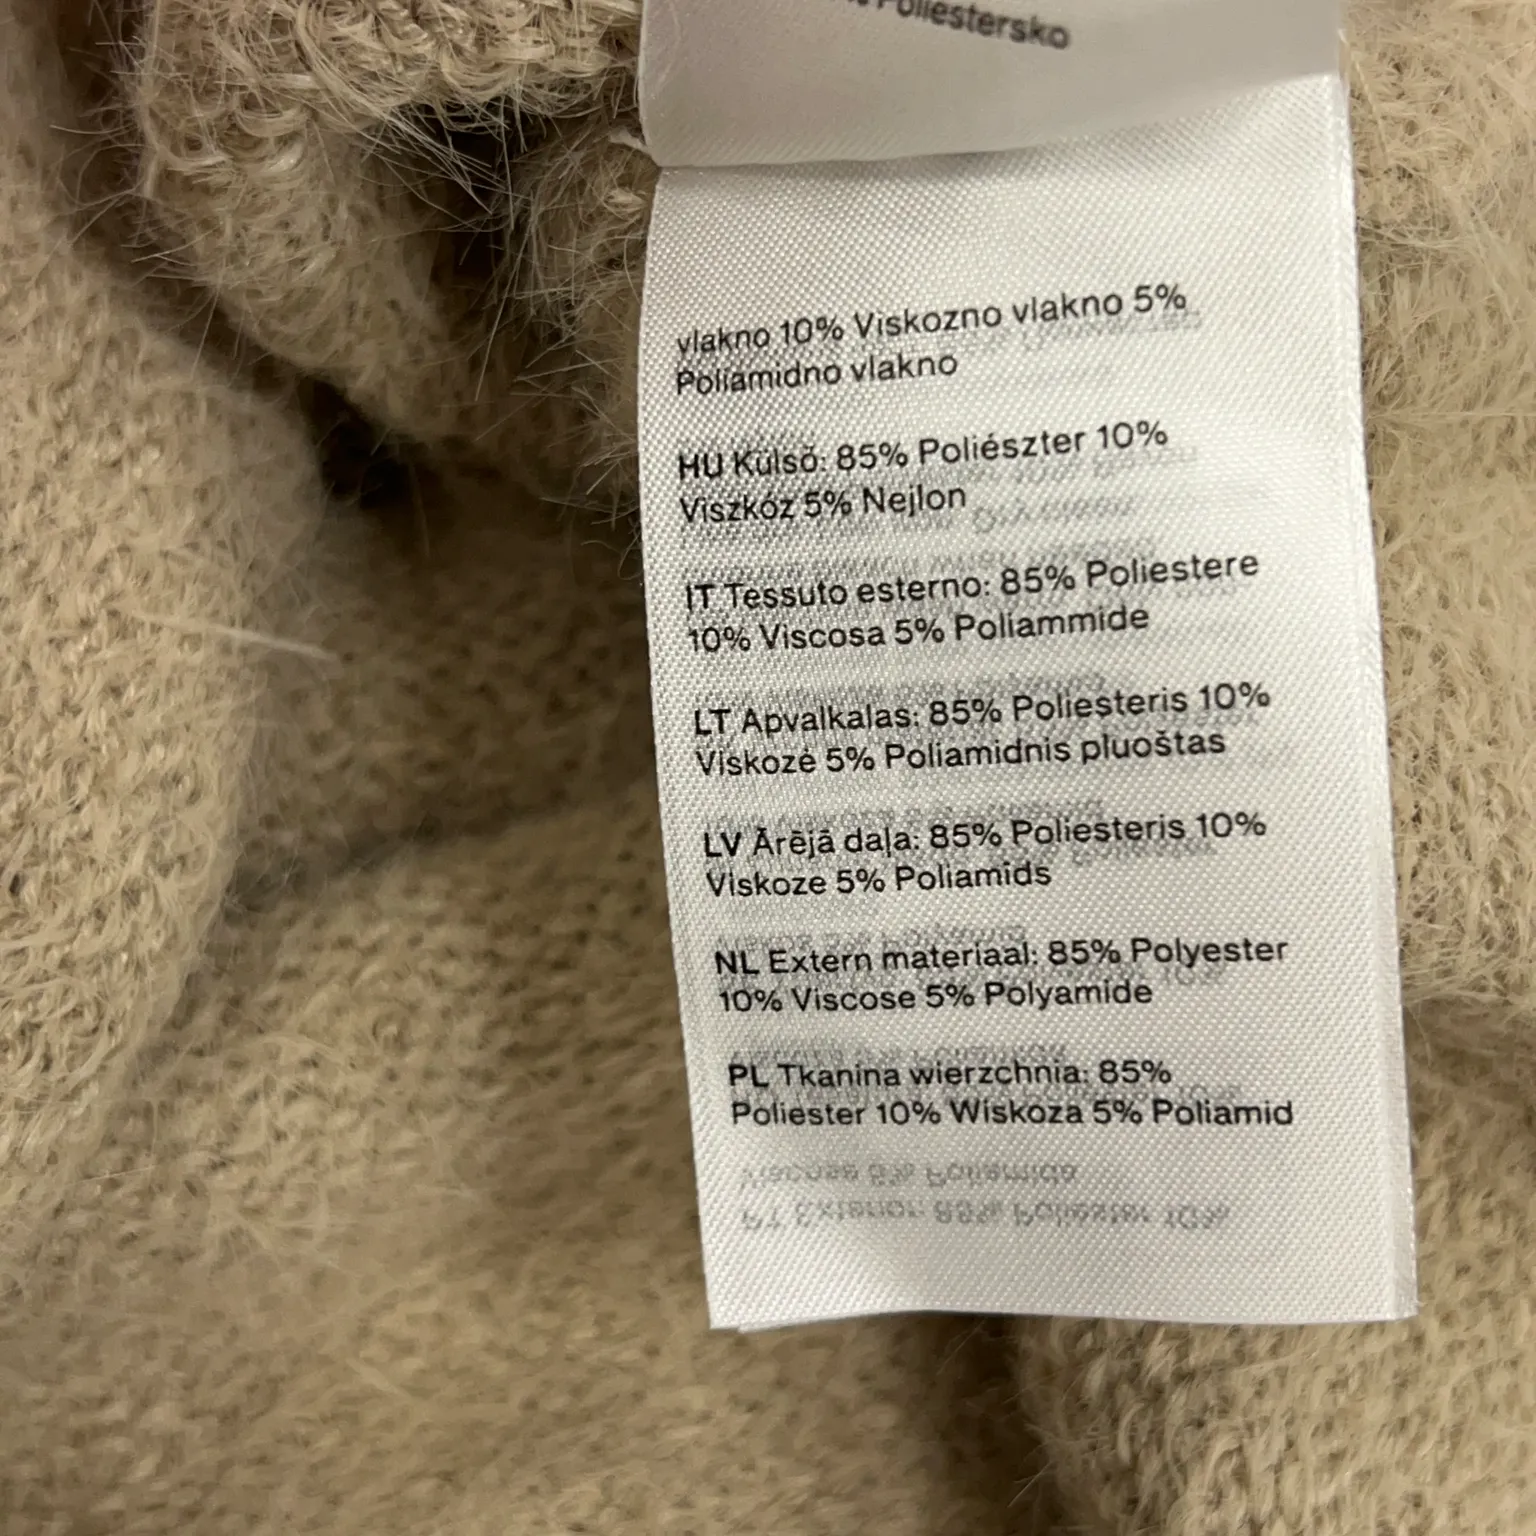 Poliestersko
vlakno 10% Viskozno vlakno 5%
Poliamidno vlakno
HU Külső: 85% Poliészter 10%
Viszkóz 5% Nejlon
IT Tessuto esterno: 85% Poliestere
10% Viscosa 5% Poliammide
LT Apvalkalas: 85% Poliesteris 10%
Viskozė 5% Poliamidnis pluoštas
LV Ārējā daļa: 85% Poliesteris 10%
Viskoze 5% Poliamids
NL Extern materiaal: 85% Polyester
10% Viscose 5% Polyamide
PL Tkanina wierzchnia: 85%
Poliester 10% Wiskoza 5% Poliamid